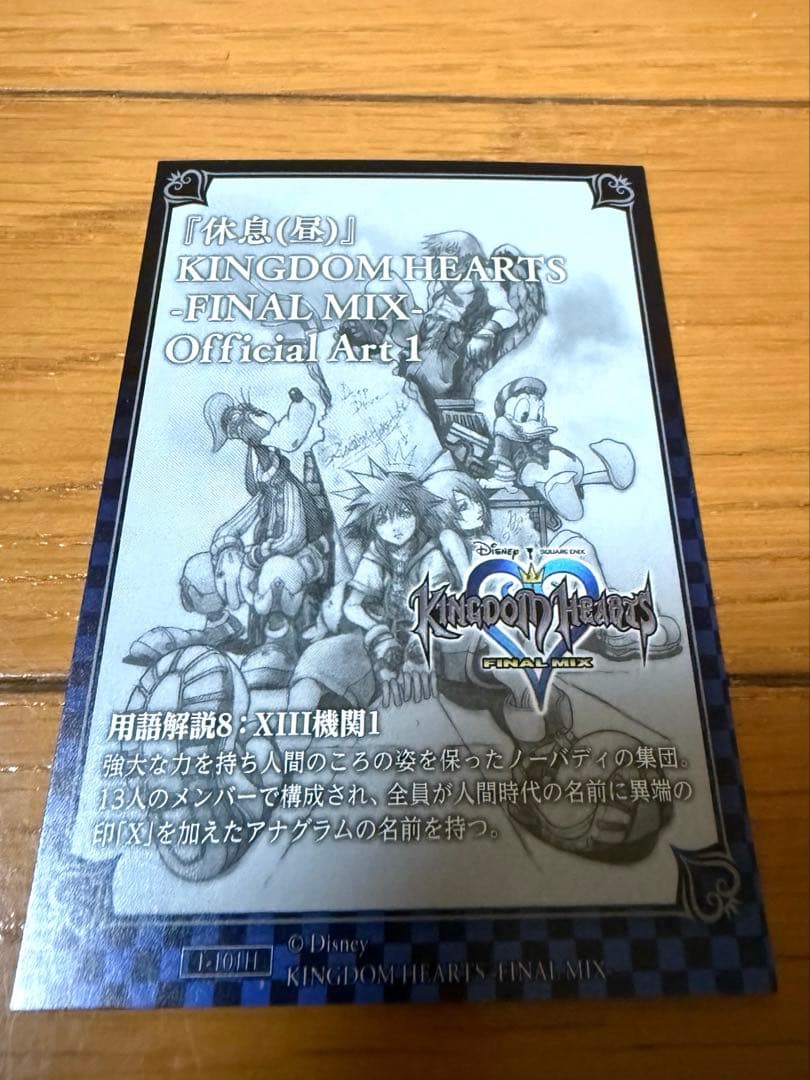 『休息(昼)』
KINGDOM HEARTS
-FINAL MIX-
Official Art 1
Disney SQUARE ENIX
KINGDOM HEARTS
FINAL MIX
用語解説8:XIII機関1
強大な力を持ち人間のころの姿を保ったノーバディの集団。
13人のメンバーで構成され、全員が人間時代の名前に異端の
印「X」を加えたアナグラムの名前を持つ。
© Disney
KINGDOM HEARTS -FINAL MIX-